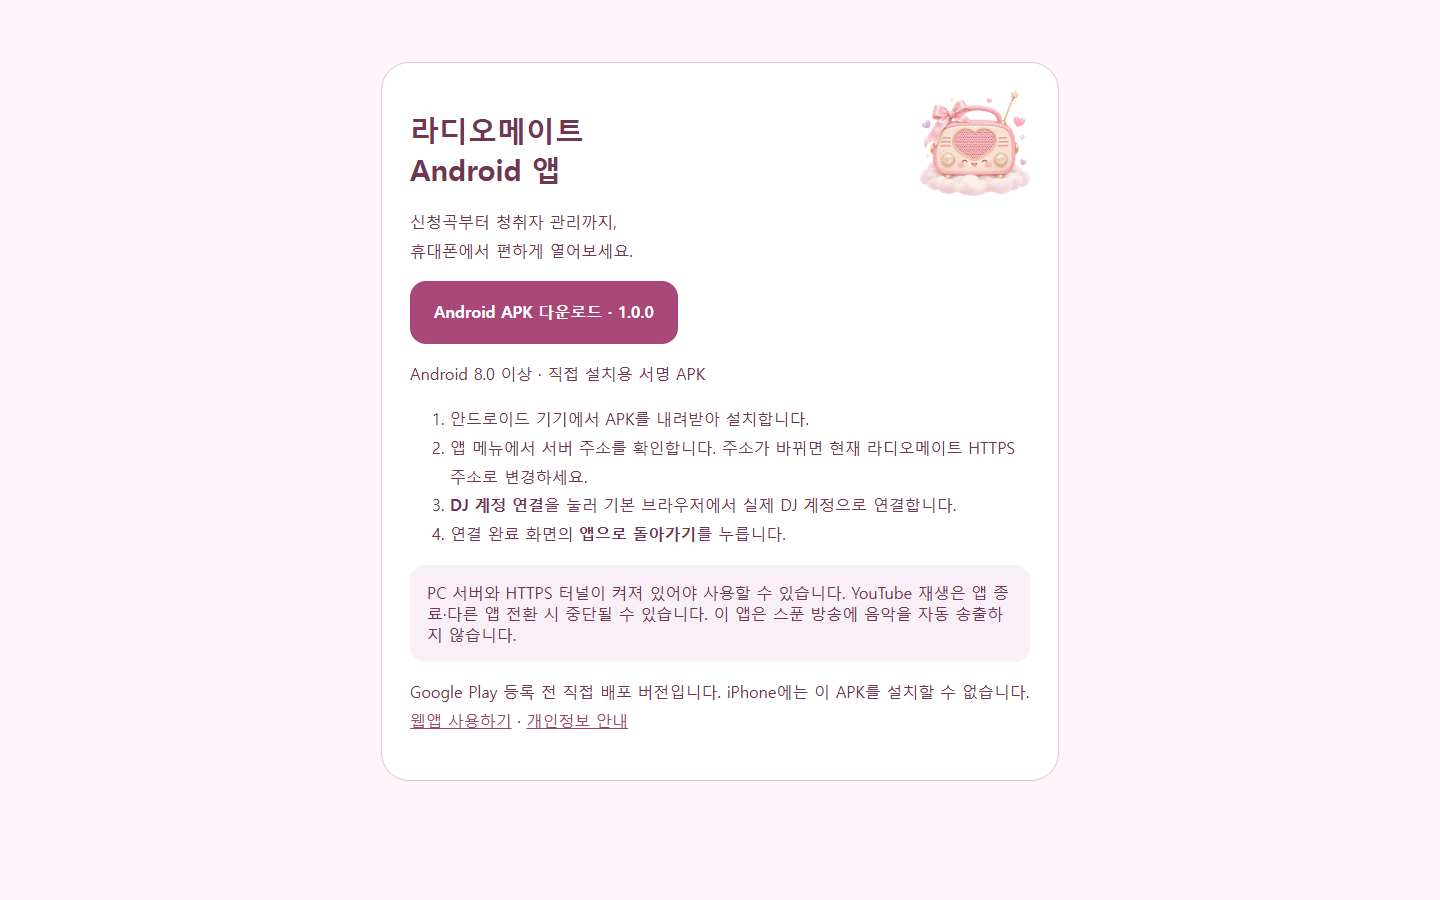 라디오메이트
Android 앱
신청곡부터 청취자 관리까지,
휴대폰에서 편하게 열어보세요.
Android APK 다운로드 · 1.0.0
Android 8.0 이상 · 직접 설치용 서명 APK
1. 안드로이드 기기에서 APK를 내려받아 설치합니다.
2. 앱 메뉴에서 서버 주소를 확인합니다. 주소가 바뀌면 현재 라디오메이트 HTTPS
주소로 변경하세요.
3. DJ 계정 연결을 눌러 기본 브라우저에서 실제 DJ 계정으로 연결합니다.
4. 연결 완료 화면의 앱으로 돌아가기를 누릅니다.
PC 서버와 HTTPS 터널이 켜져 있어야 사용할 수 있습니다. YouTube 재생은 앱 종
료·다른 앱 전환 시 중단될 수 있습니다. 이 앱은 스푼 방송에 음악을 자동 송출하
지 않습니다.
Google Play 등록 전 직접 배포 버전입니다. iPhone에는 이 APK를 설치할 수 없습니다.
웹앱 사용하기 · 개인정보 안내